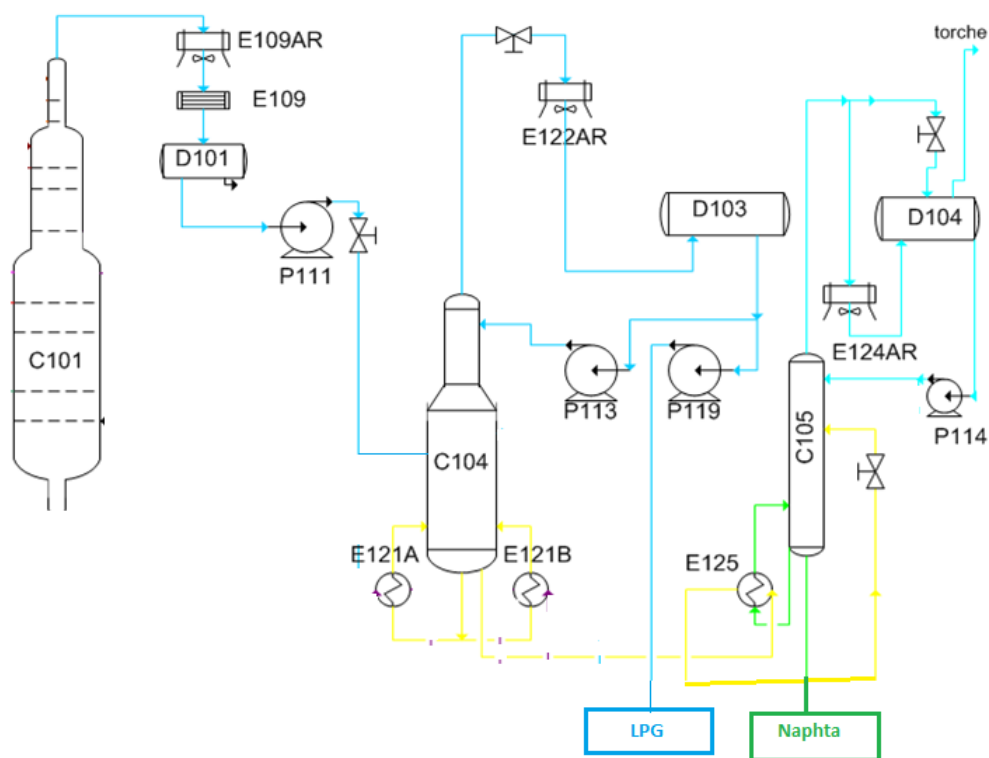 torche
E109AR
E109
D101
P111
E122AR
D103
D104
C101
E124AR
P113
P119
P114
C104
C105
E121A
E121B
E125
LPG
Naphta